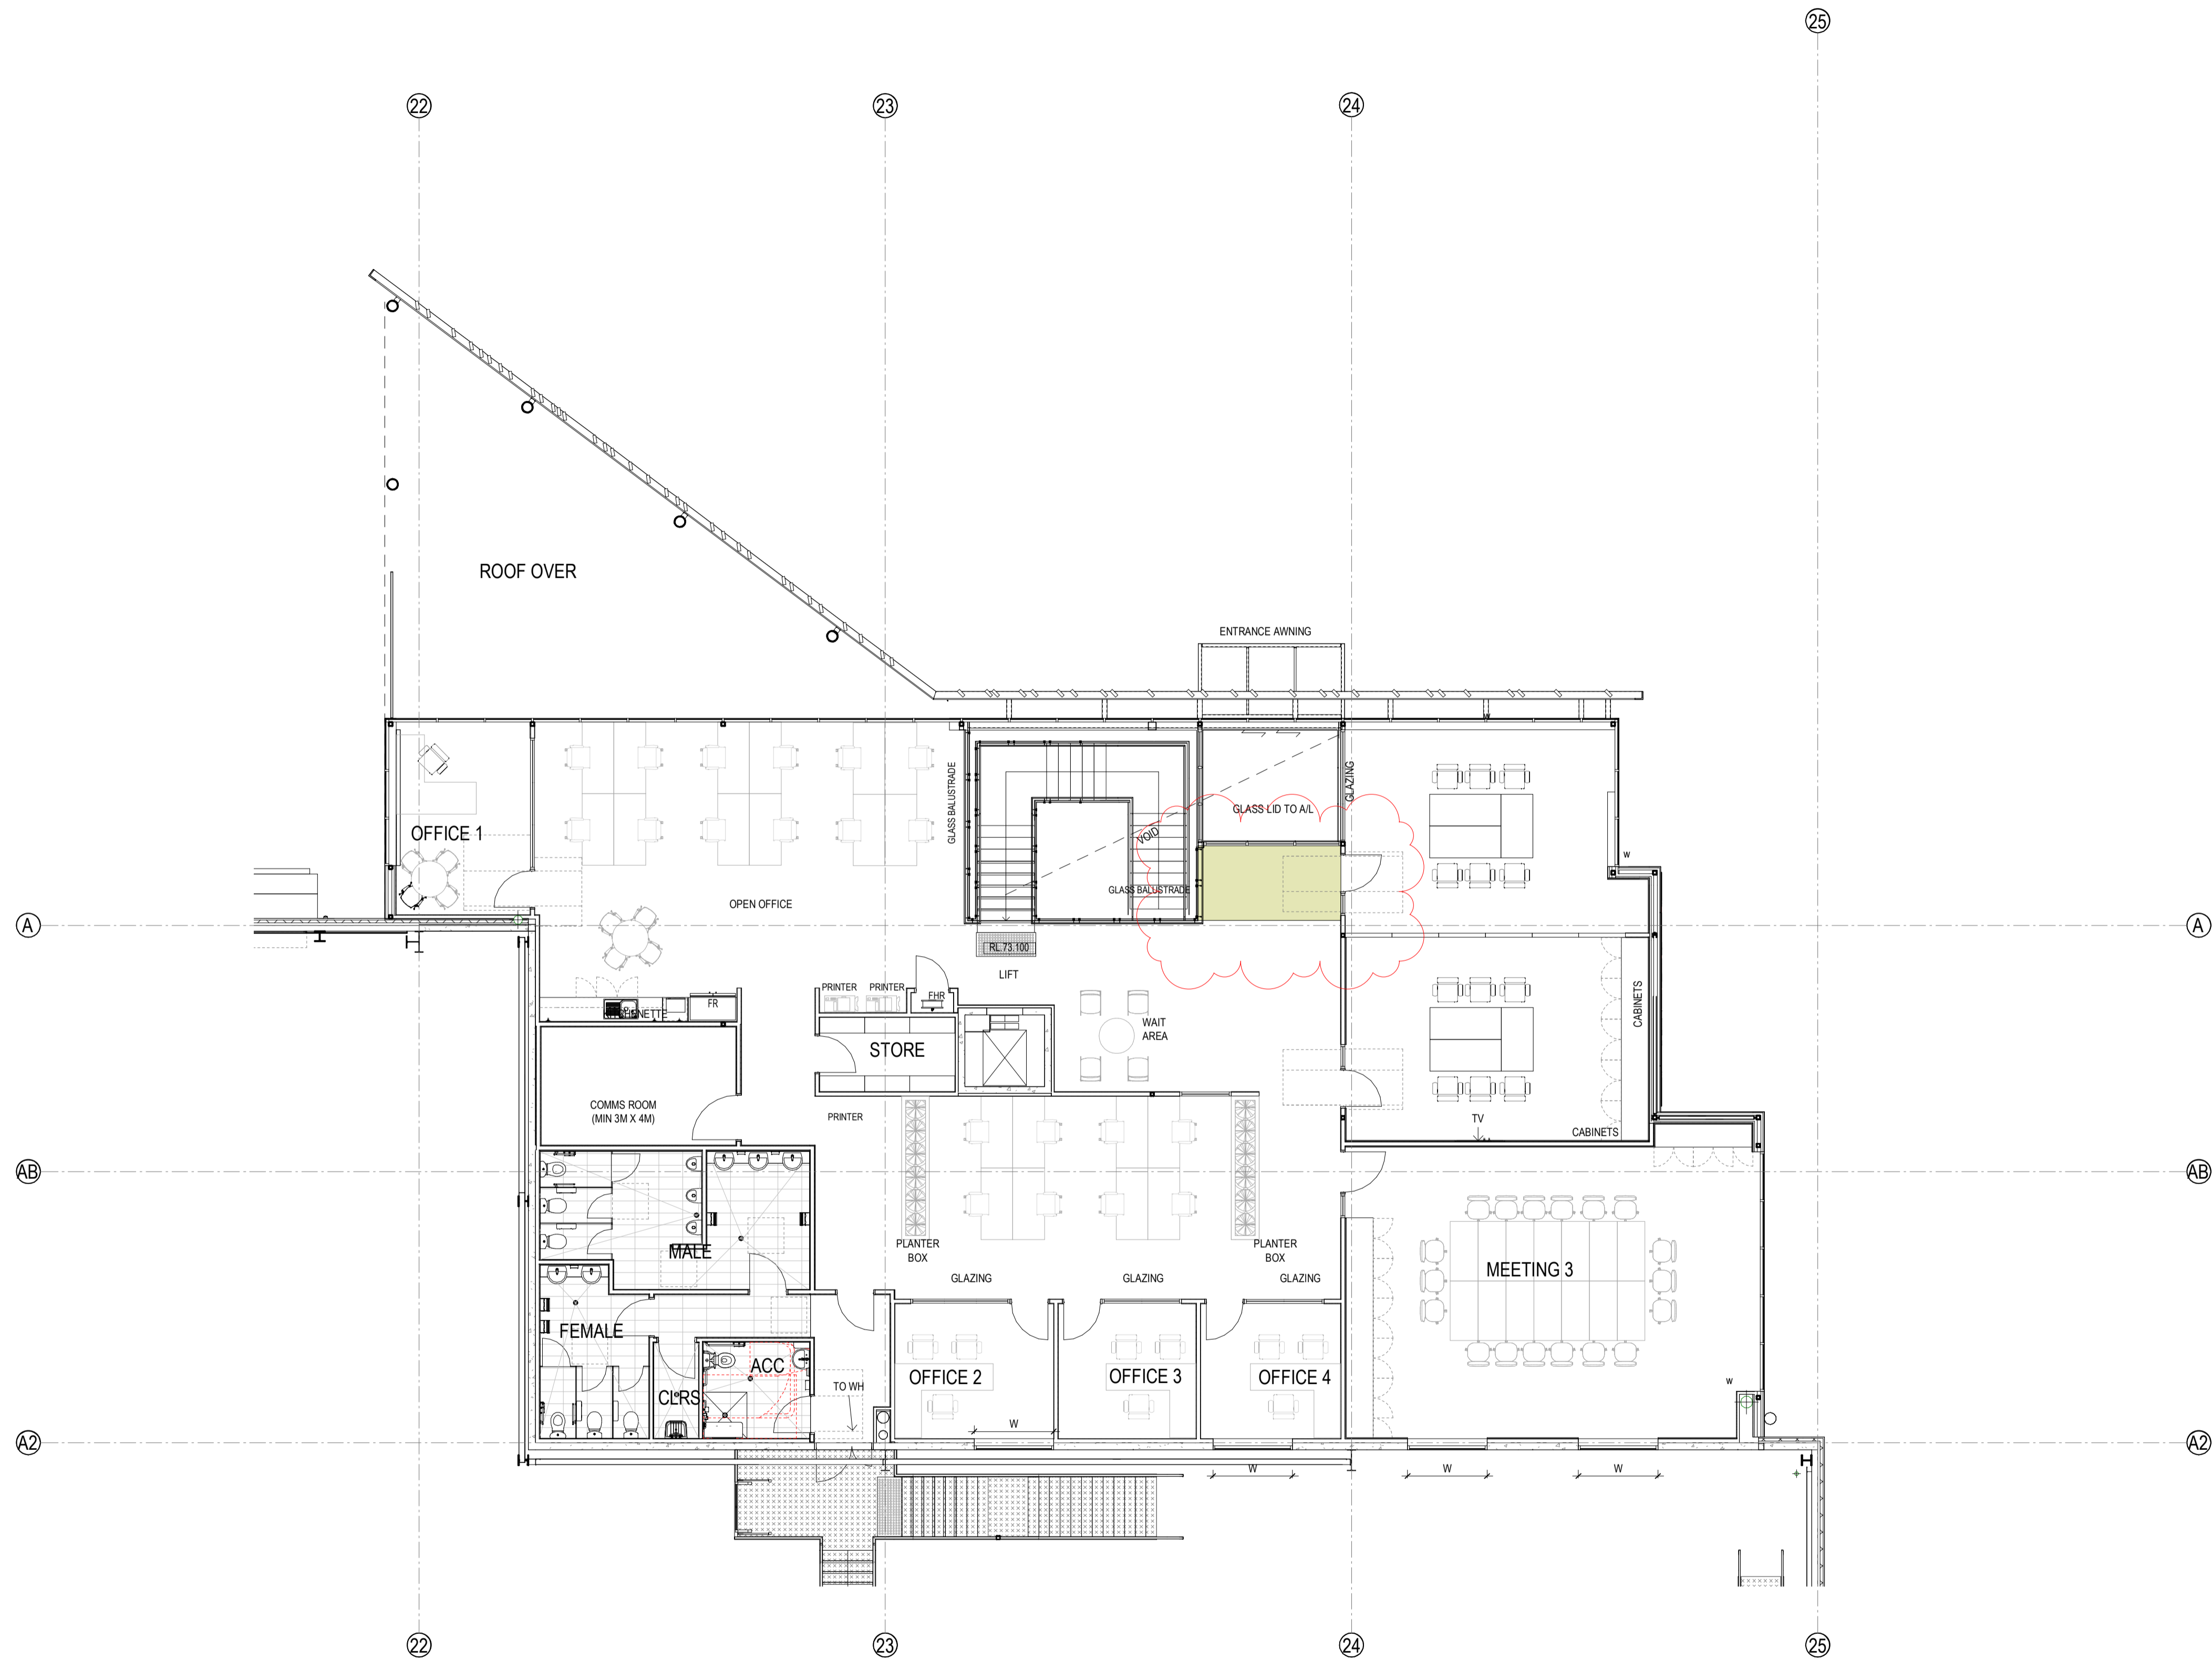 25
22
23
24
ROOF OVER
ENTRANCE AWNING
W
GLASS BALUSTRADE
GLAZING
GLASS LID TO A/L
OFFICE 1
VOID
W
GLASS BALUSTRADE
OPEN OFFICE
A
A
RL.73.100
LIFT
PRINTER
PRINTER
FHR
FR
CABINETS
WAIT
AREA
STORE
COMMS ROOM
(MIN 3M X 4M)
PRINTER
TV
CABINETS
AB
AB
MALE
PLANTER
BOX
PLANTER
BOX
MEETING 3
GLAZING
GLAZING
GLAZING
FEMALE
ACC
OFFICE 2
OFFICE 3
OFFICE 4
TO WH
W
CLRS
W
A2
A2
W
W
W
22
23
24
25